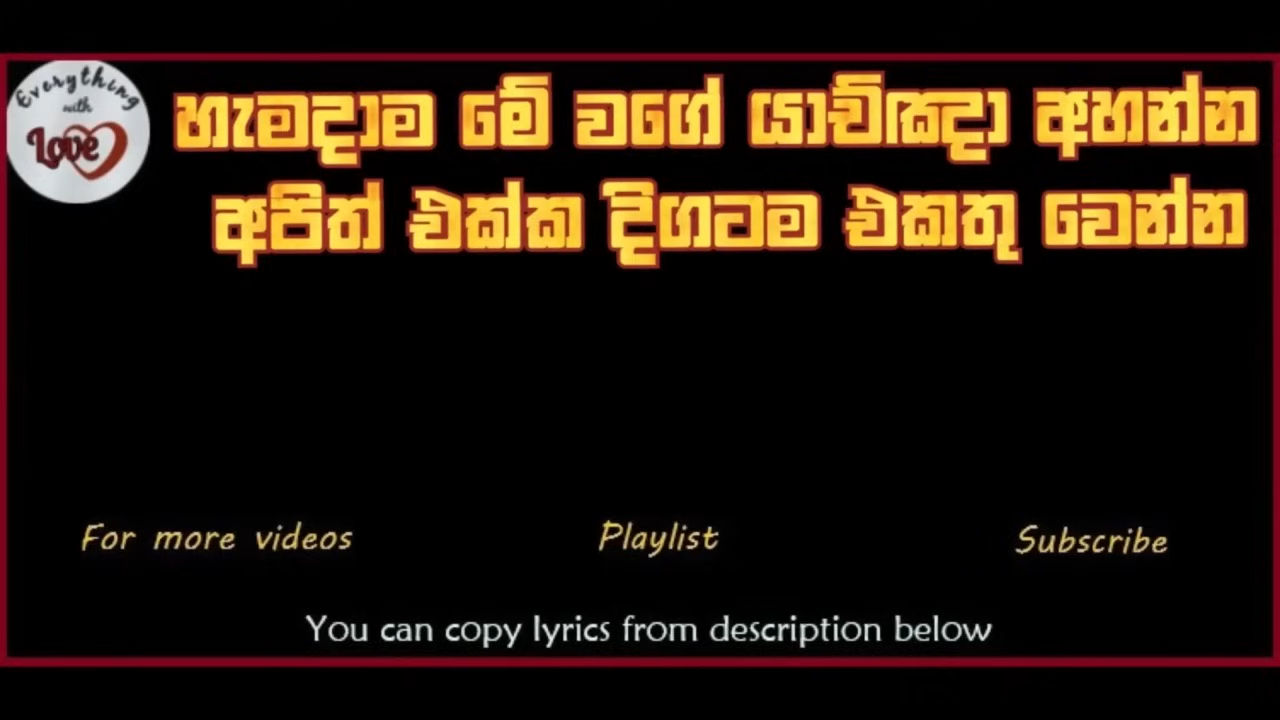 Everything
with
Love
හැමදාම මේ වගේ යාච්ඤා අහන්න
අපිත් එක්ක දිගටම එකතු වෙන්න
For more videos
Playlist
Subscribe
You can copy lyrics from description below